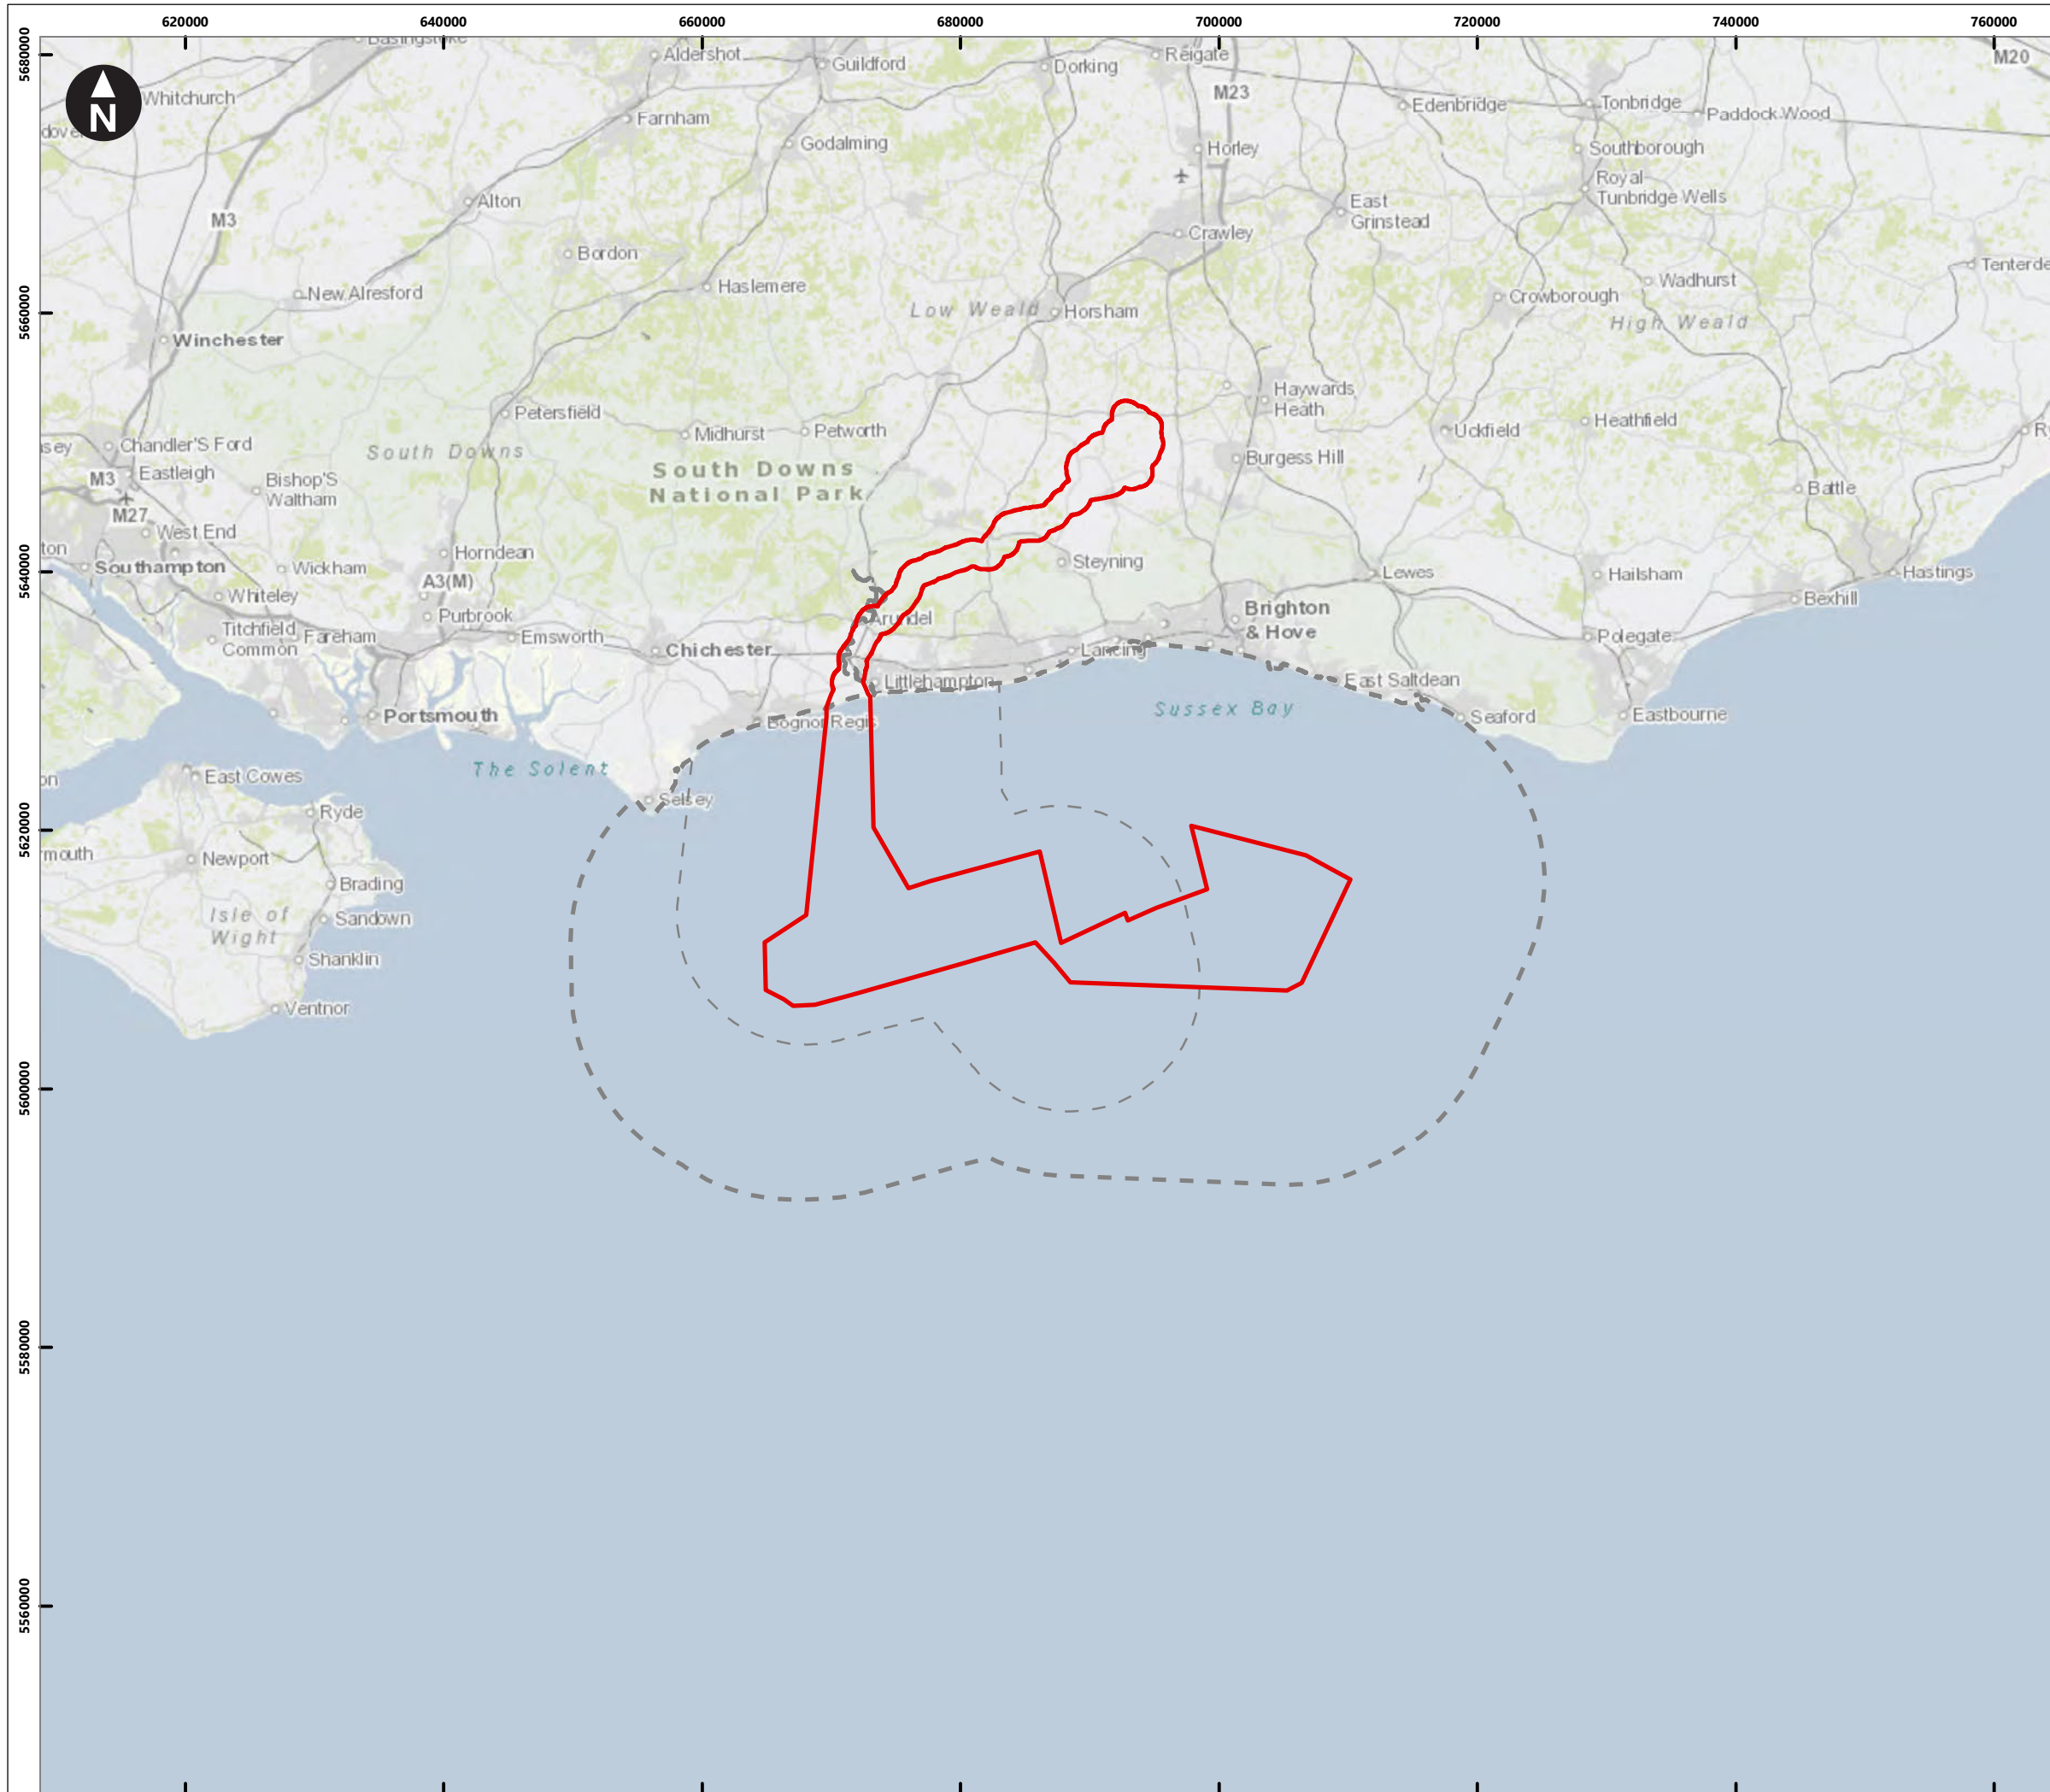 620000 640000 660000 680000 700000 720000 740000 760000
5680000
5660000
5640000
5620000
5600000
5580000
5560000
N
Basingstoke
Aldershot
Guildford
Dorking
Reigate
M20
Whitchurch
M23
Edenbridge
Tonbridge
Paddock Wood
Farnham
Godalming
Horley
Southborough
Royal
Tunbridge Wells
Alton
M3
East
Grinstead
Crawley
Bordon
Tenterde
New Alresford
Haslemere
Low Weald
Horsham
Crowborough
Wadhurst
High Weald
Winchester
Haywards
Heath
Petersfield
Midhurst
Petworth
Uckfield
Heathfield
sey
Chandler'S Ford
South Downs
Burgess Hill
M3
Eastleigh
Bishop'S
Waltham
South Downs
National Park
Battle
M27
West End
ton
Southampton
Wickham
Horndean
A3(M)
Steyning
Lewes
Hailsham
Hastings
Whiteley
Purbrook
Arundel
Brighton
& Hove
Bexhill
Titchfield
Common
Fareham
Emsworth
Chichester
Lancing
Polegate
Littlehampton
East Saltdean
Portsmouth
Bognor Regis
Sussex Bay
Seaford
Eastbourne
on
East Cowes
The Solent
Selsey
Ryde
mouth
Newport
Brading
Isle of
Wight
Sandown
Shanklin
Ventnor